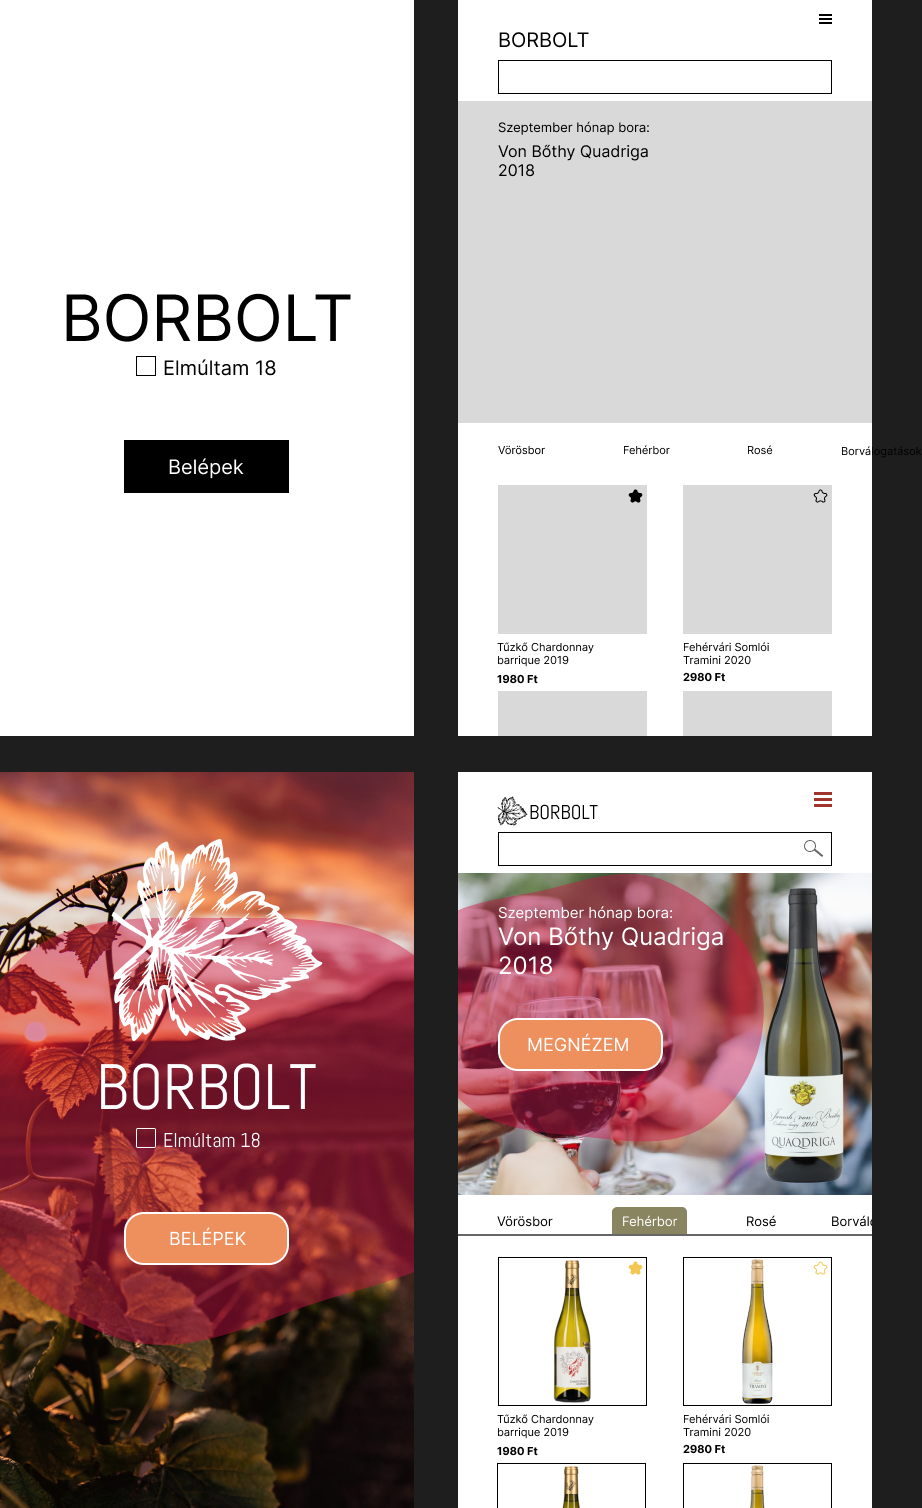 BORBOLT
Elmúltam 18
Belépek
BORBOLT
Szeptember hónap bora:
Von Bőthy Quadriga
2018
Vörösbor Fehérbor Rosé Borválogatások
Tűzkő Chardonnay
barrique 2019
1980 Ft
Fehérvári Somlói
Tramini 2020
2980 Ft
BORBOLT
Elmúltam 18
BELÉPEK
BORBOLT
Szeptember hónap bora:
Von Bőthy Quadriga
2018
MEGNÉZEM
2013
QUAQDRIGA
Vörösbor Fehérbor Rosé Borválo
TRAMINI
Tűzkő Chardonnay
barrique 2019
1980 Ft
Fehérvári Somlói
Tramini 2020
2980 Ft